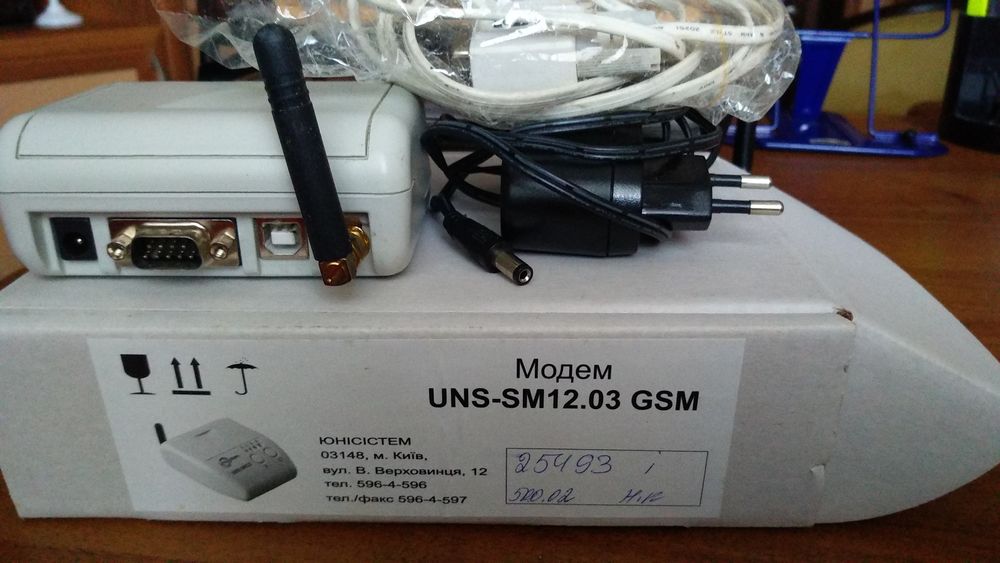 Модем
UNS-SM12.03 GSM
ЮНІСІСТЕМ
03148, м. Київ,
вул. В. Верховинця, 12
тел. 596-4-596
тел./факс 596-4-597
25493 i